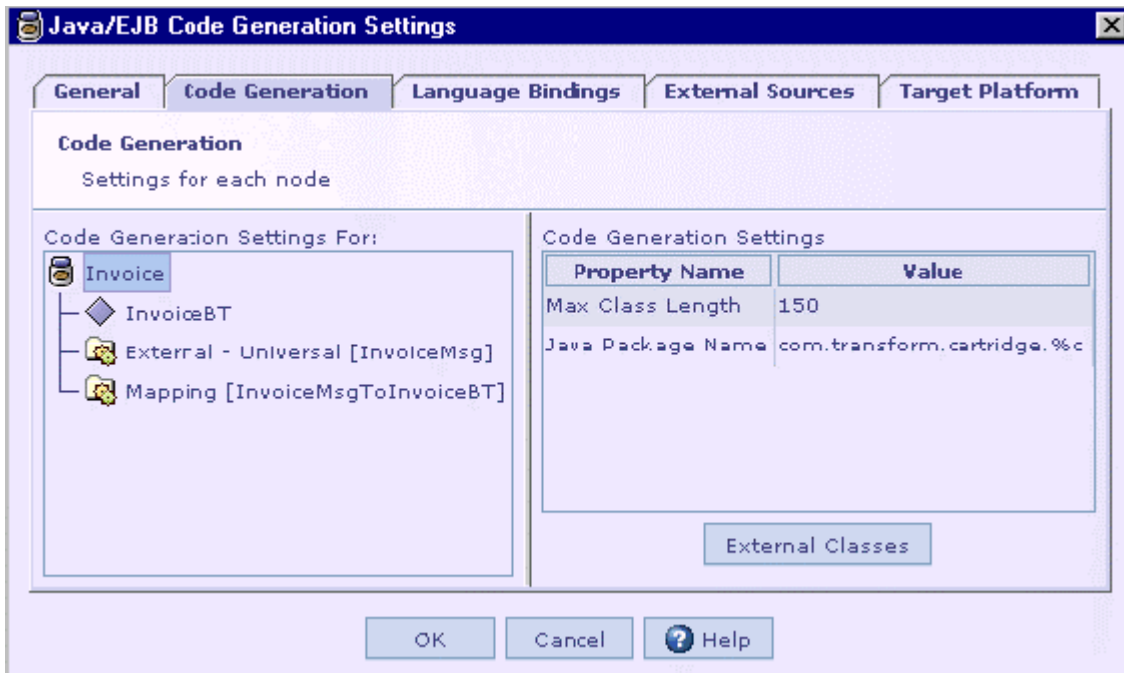 Java/EJB Code Generation Settings
General Code Generation Language Bindings External Sources Target Platform
Code Generation
Settings for each node
Code Generation Settings For:
Invoice
InvoiceBT
External - Universal [InvoiceMsg]
Mapping [InvoiceMsgToInvoiceBT]
Code Generation Settings
Property Name Value
Max Class Length 150
Java Package Name com.transform.cartridge.%c
External Classes
OK Cancel Help